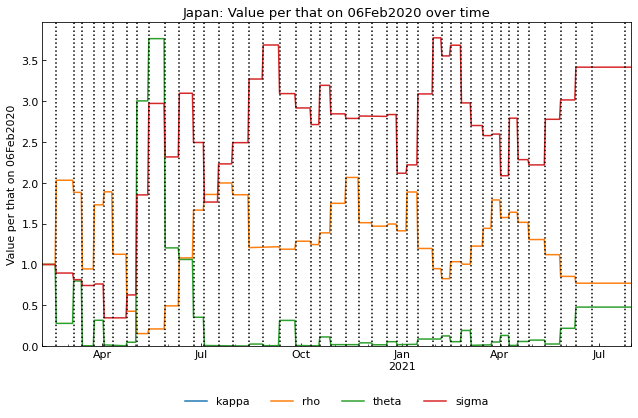 Japan: Value per that on 06Feb2020 over time
Value per that on 06Feb2020
3.5
3.0
2.5
2.0
1.5
1.0
0.5
0.0
Apr Jul Oct Jan Apr Jul
2021
kappa rho theta sigma